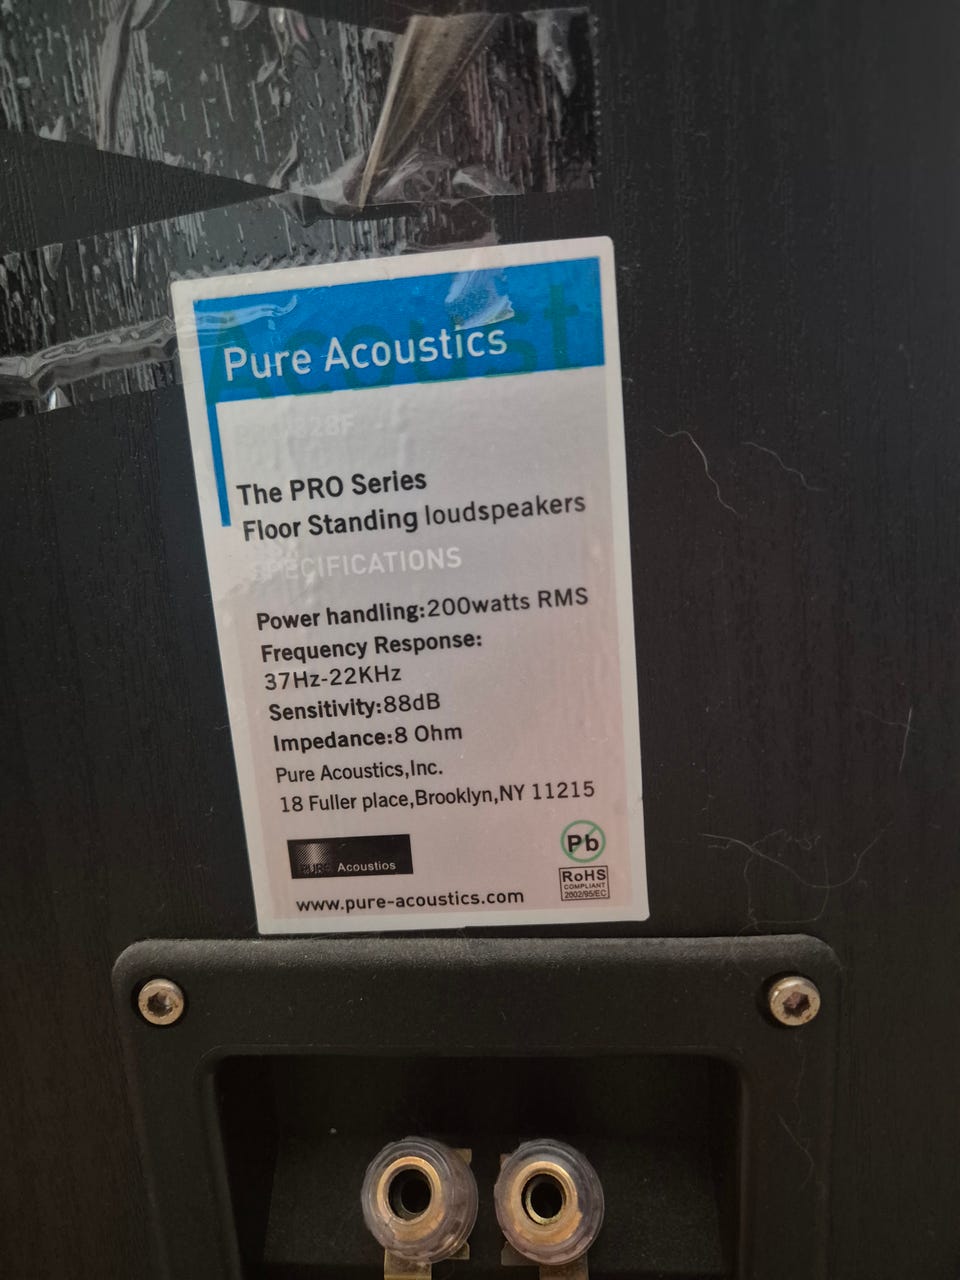 Acoust
Pure Acoustics
The PRO Series
Floor Standing loudspeakers
SPECIFICATIONS
Power handling:200watts RMS
Frequency Response:
37Hz-22KHz
Sensitivity:88dB
Impedance:8 Ohm
Pure Acoustics,Inc.
18 Fuller place,Brooklyn,NY 11215
PURE Acoustios
Pb
RoHS
COMPLIANT
2002/95/EC
www.pure-acoustics.com